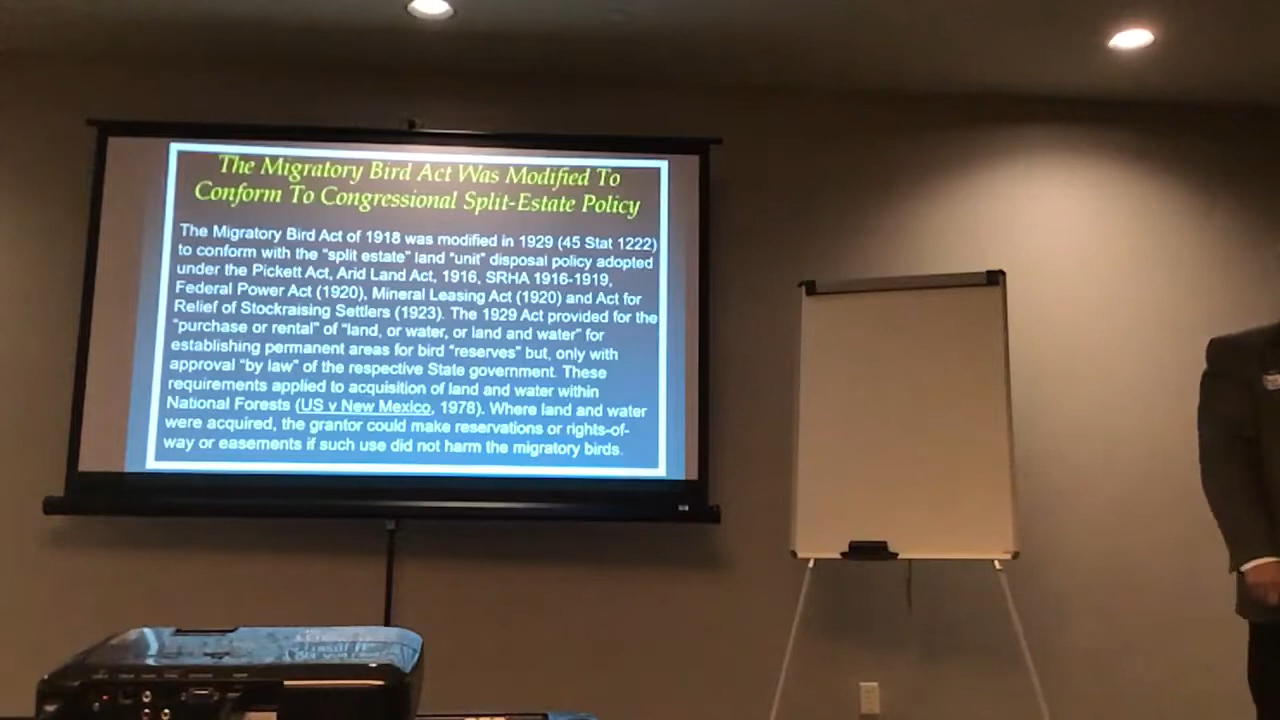 The Migratory Bird Act Was Modified To
Conform To Congressional Split-Estate Policy
The Migratory Bird Act of 1918 was modified in 1929 (45 Stat 1222)
to conform with the "split estate" land "unit" disposal policy adopted
under the Pickett Act, Arid Land Act, 1916, SRHA 1916-1919,
Federal Power Act (1920), Mineral Leasing Act (1920) and Act for
Relief of Stockraising Settlers (1923). The 1929 Act provided for the
"purchase or rental" of "land, or water, or land and water" for
establishing permanent areas for bird "reserves" but, only with
approval "by law" of the respective State government. These
requirements applied to acquisition of land and water within
National Forests (US v New Mexico, 1978). Where land and water
were acquired, the grantor could make reservations or rights-of-
way or easements if such use did not harm the migratory birds.